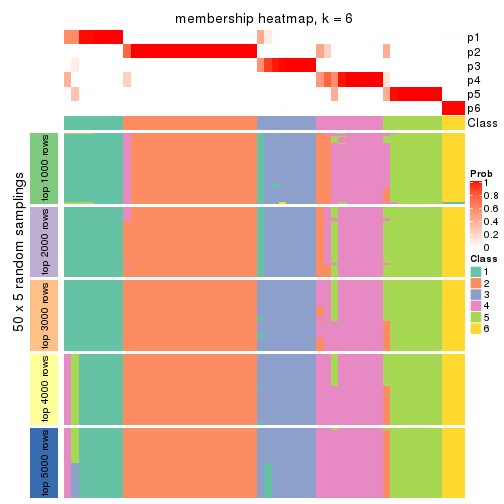 membership heatmap, k = 6
p1
p2
p3
p4
p5
p6
Class
50 x 5 random samplings
top 1000 rows
top 2000 rows
top 3000 rows
top 4000 rows
top 5000 rows
Prob
1
0.8
0.6
0.4
0.2
0
Class
1
2
3
4
5
6